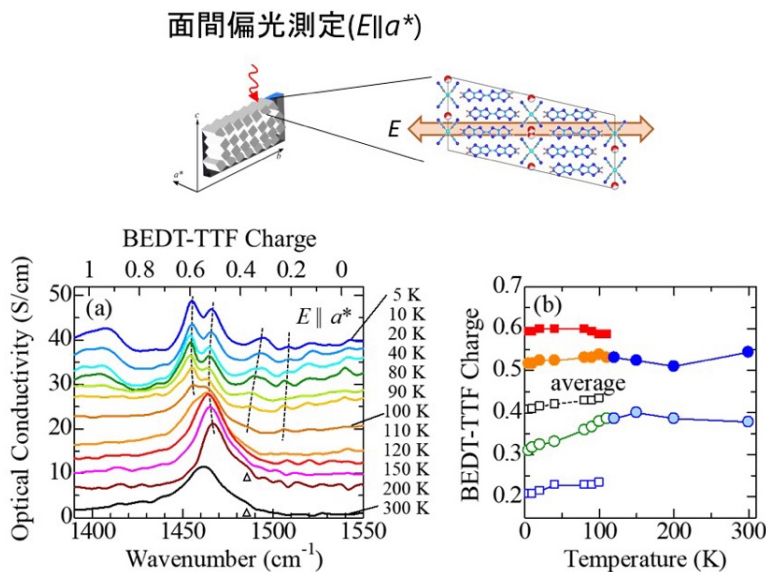 面間偏光測定(E∥a*)
c
b
a*
E
BEDT-TTF Charge
1 0.8 0.6 0.4 0.2 0
(a)
E ∥ a*
5 K
10 K
20 K
40 K
80 K
90 K
100 K
110 K
120 K
150 K
200 K
300 K
50
40
30
20
10
0
Optical Conductivity (S/cm)
1400 1450 1500 1550
Wavenumber (cm⁻¹)
(b)
average
0.7
0.6
0.5
0.4
0.3
0.2
BEDT-TTF Charge
0 100 200 300
Temperature (K)